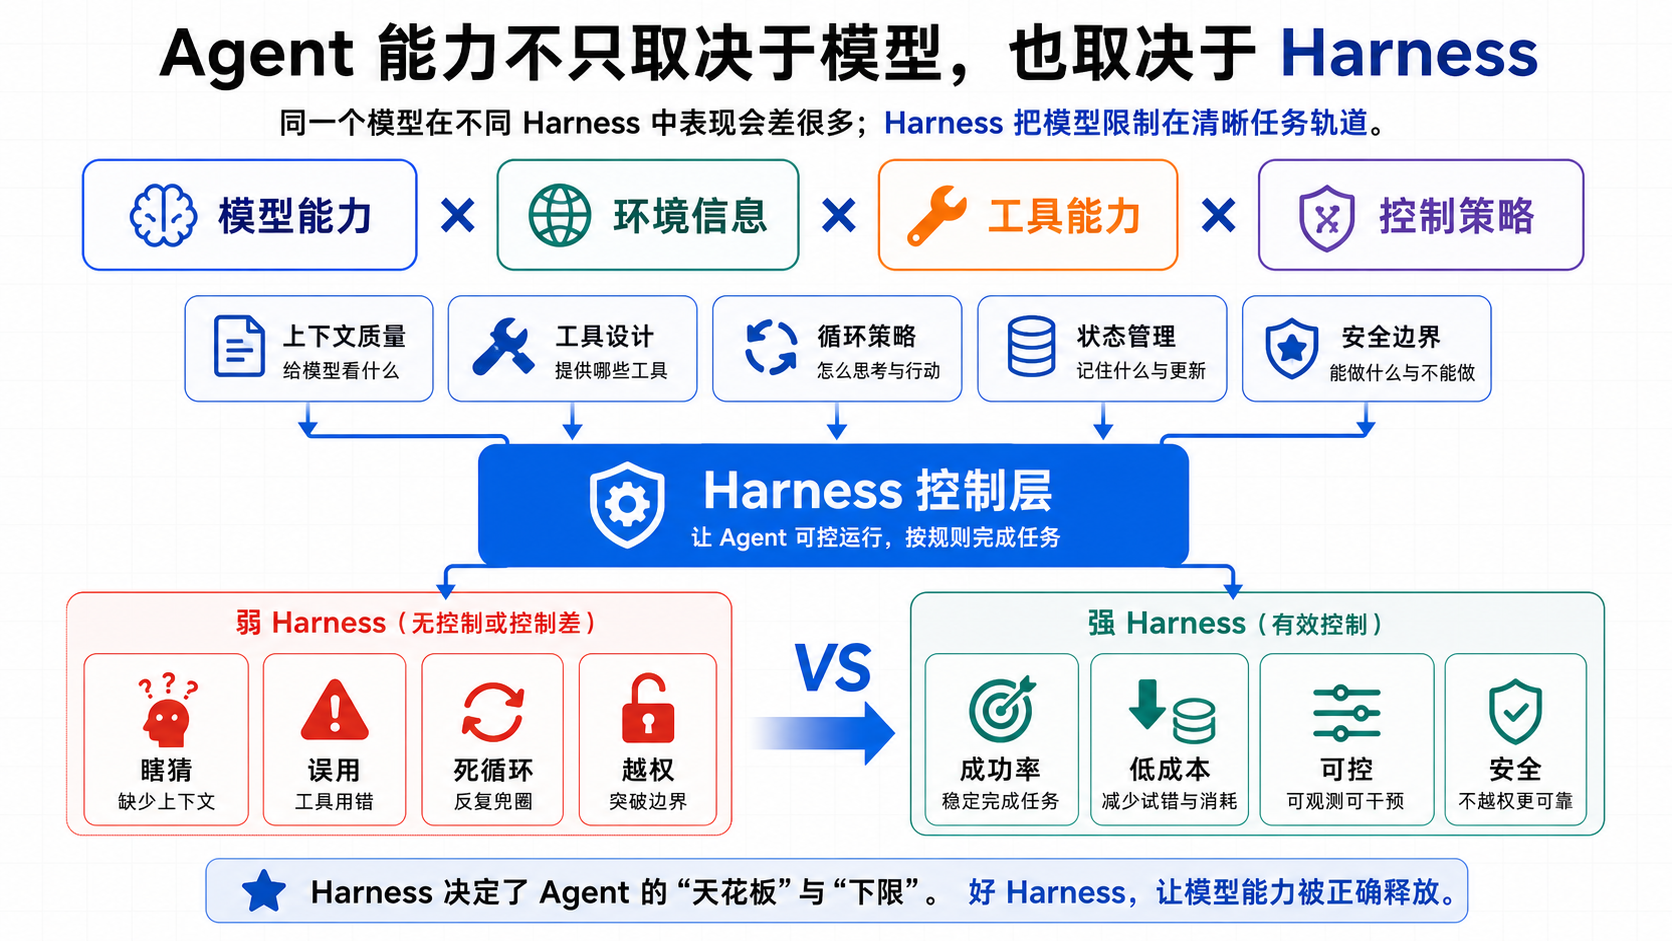 Agent 能力不只取决于模型，也取决于 Harness
同一个模型在不同 Harness 中表现会差很多；Harness 把模型限制在清晰任务轨道。
模型能力 × 环境信息 × 工具能力 × 控制策略
上下文质量
给模型看什么
工具设计
提供哪些工具
循环策略
怎么思考与行动
状态管理
记住什么与更新
安全边界
能做什么与不能做
Harness 控制层
让 Agent 可控运行，按规则完成任务
弱 Harness（无控制或控制差）
? ? ?
瞎猜
缺少上下文
误用
工具用错
死循环
反复兜圈
越权
突破边界
VS
强 Harness（有效控制）
成功率
稳定完成任务
低成本
减少试错与消耗
可控
可观测可干预
安全
不越权更可靠
Harness 决定了 Agent 的“天花板”与“下限”。 好 Harness，让模型能力被正确释放。